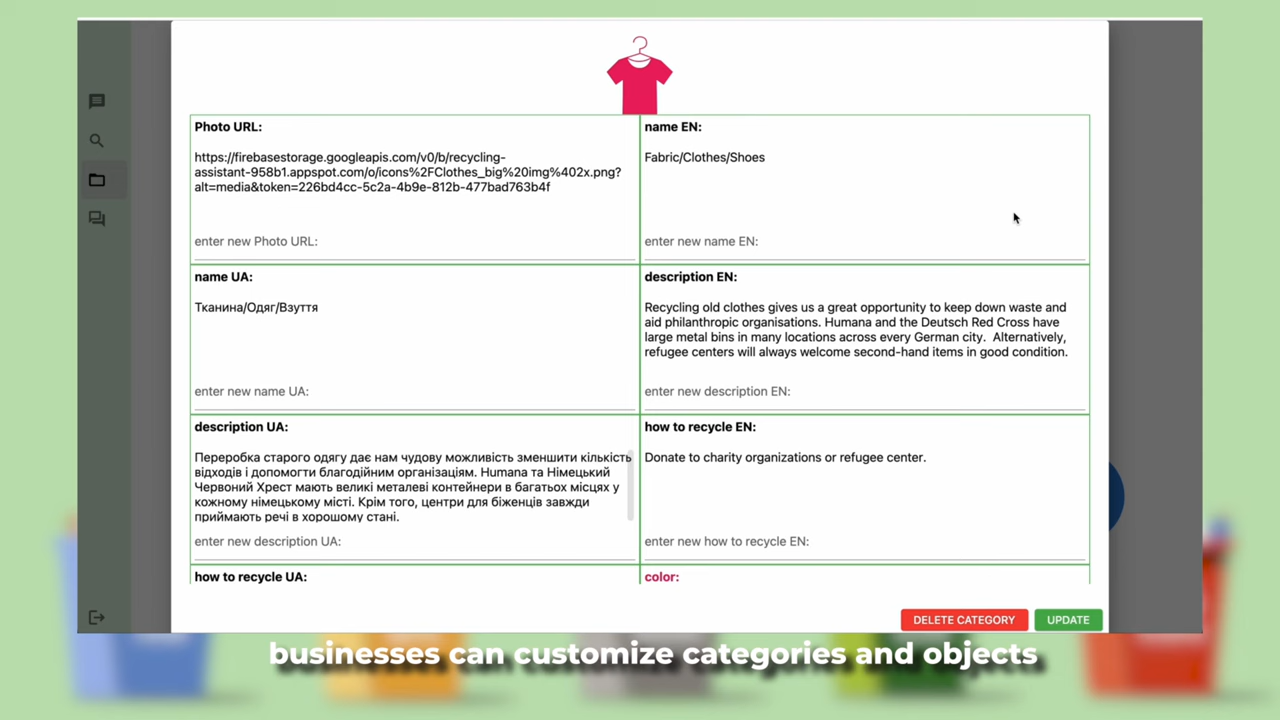 Photo URL:
https://firebasestorage.googleapis.com/v0/b/recycling-
assistant-958b1.appspot.com/o/icons%2FClothes_big%20img%402x.png?
alt=media&token=226bd4cc-5c2a-4b9e-812b-477bad763b4f
enter new Photo URL:
name EN:
Fabric/Clothes/Shoes
enter new name EN:
name UA:
Тканина/Одяг/Взуття
enter new name UA:
description EN:
Recycling old clothes gives us a great opportunity to keep down waste and
aid philanthropic organisations. Humana and the Deutsch Red Cross have
large metal bins in many locations across every German city.  Alternatively,
refugee centers will always welcome second-hand items in good condition.
enter new description EN:
description UA:
Переробка старого одягу дає нам чудову можливість зменшити кількість
відходів і допомогти благодійним організаціям. Humana та Німецький
Червоний Хрест мають великі металеві контейнери в багатьох місцях у
кожному німецькому місті. Крім того, центри для біженців завжди
приймають речі в хорошому стані.
enter new description UA:
how to recycle EN:
Donate to charity organizations or refugee center.
enter new how to recycle EN:
how to recycle UA:
color:
DELETE CATEGORY
UPDATE
businesses can customize categories and objects